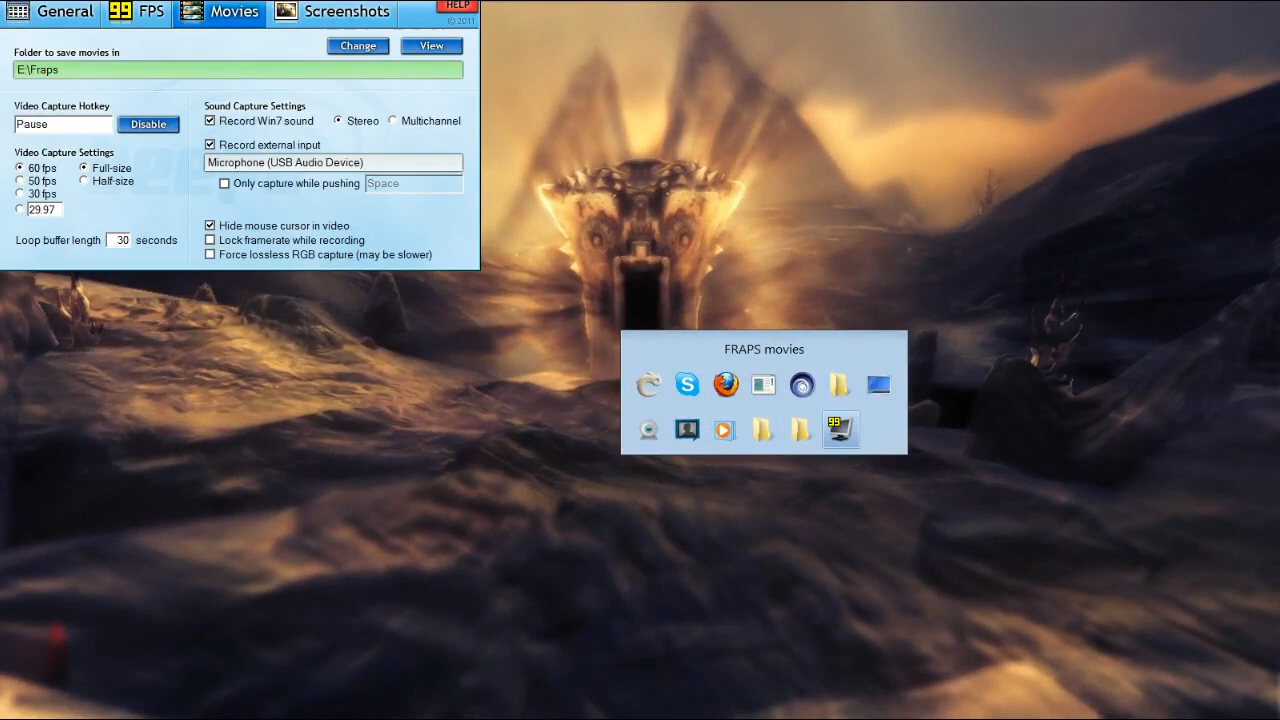 General 99 FPS Movies Screenshots HELP
© 2011
Folder to save movies in Change View
E:\Fraps
Video Capture Hotkey
Pause Disable
Video Capture Settings
60 fps Full-size
50 fps Half-size
30 fps
29.97
Loop buffer length 30 seconds
Sound Capture Settings
Record Win7 sound Stereo Multichannel
Record external input
Microphone (USB Audio Device)
Only capture while pushing Space
Hide mouse cursor in video
Lock framerate while recording
Force lossless RGB capture (may be slower)
FRAPS movies
S
99